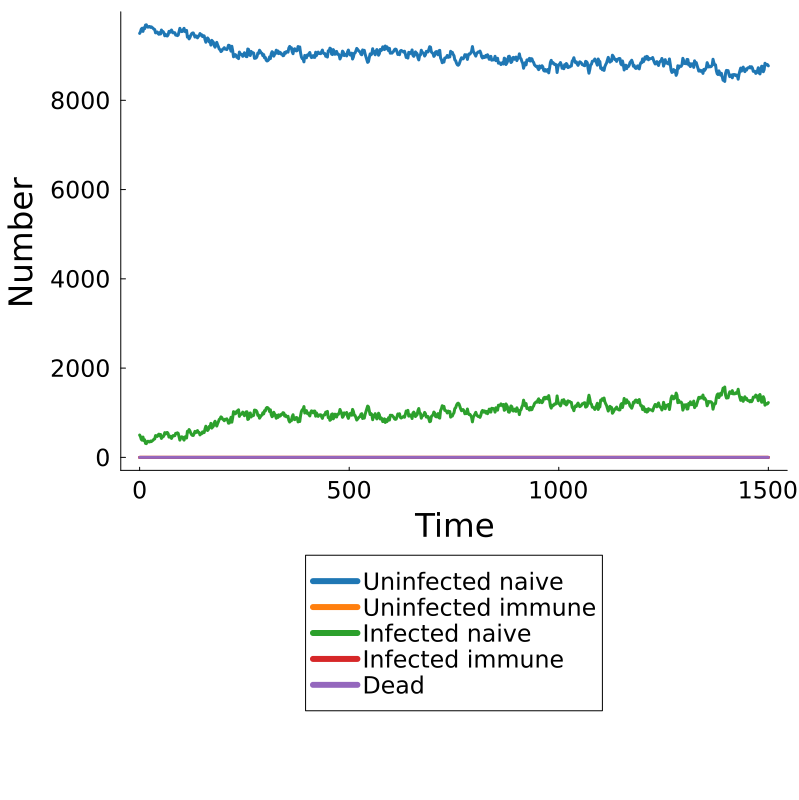 8000
6000
4000
2000
0
Number
0 500 1000 1500
Time
Uninfected naive
Uninfected immune
Infected naive
Infected immune
Dead